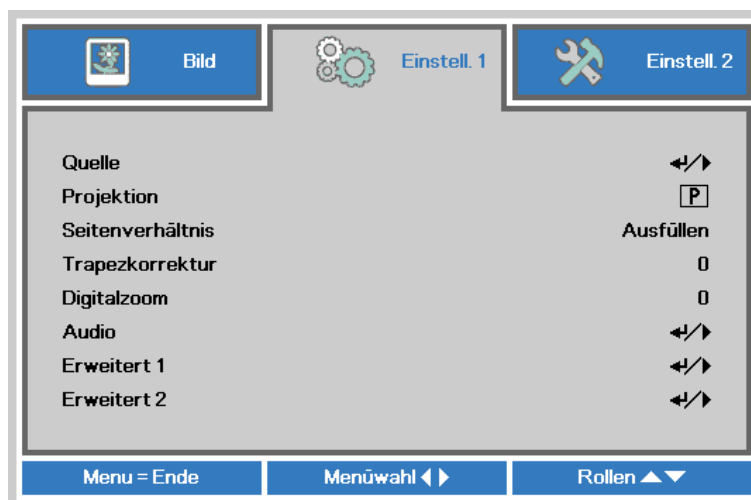 Bild
Einstell. 1
Einstell. 2
Quelle ↵/▶
Projektion P
Seitenverhältnis Ausfüllen
Trapezkorrektur 0
Digitalzoom 0
Audio ↵/▶
Erweitert 1 ↵/▶
Erweitert 2 ↵/▶
Menu = Ende
Menüwahl ◀ ▶
Rollen ▲▼